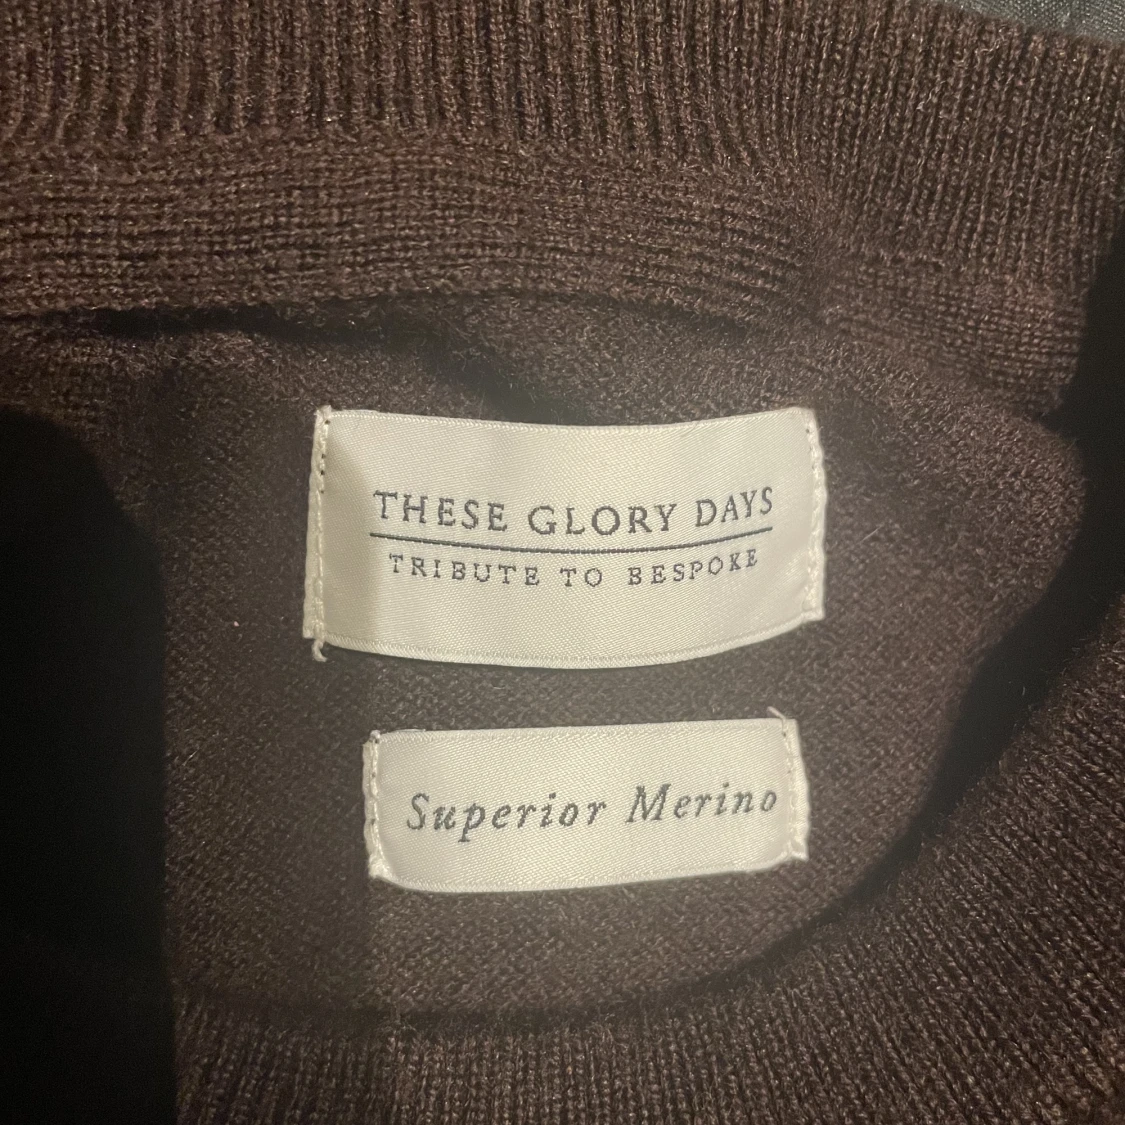 THESE GLORY DAYS
TRIBUTE TO BESPOKE
Superior Merino